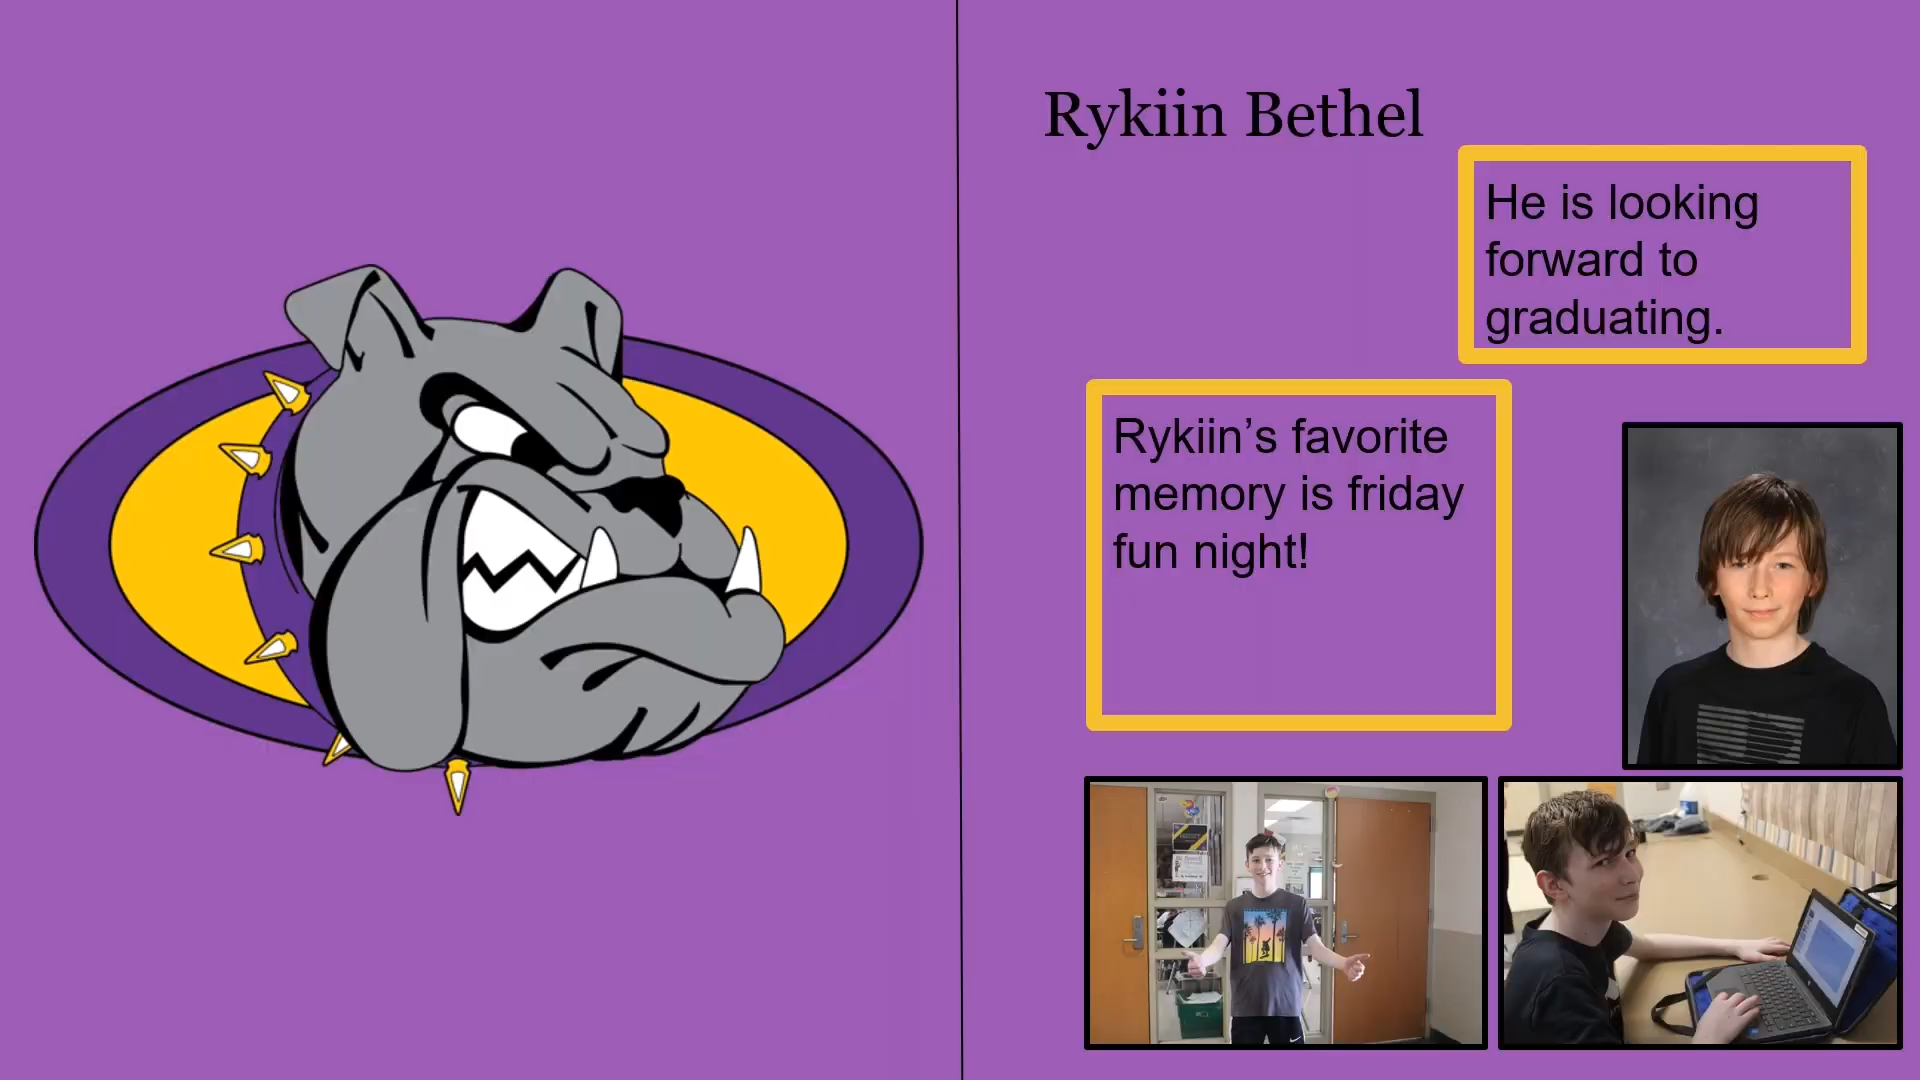 Rykiin Bethel
He is looking
forward to
graduating.
Rykiin’s favorite
memory is friday
fun night!